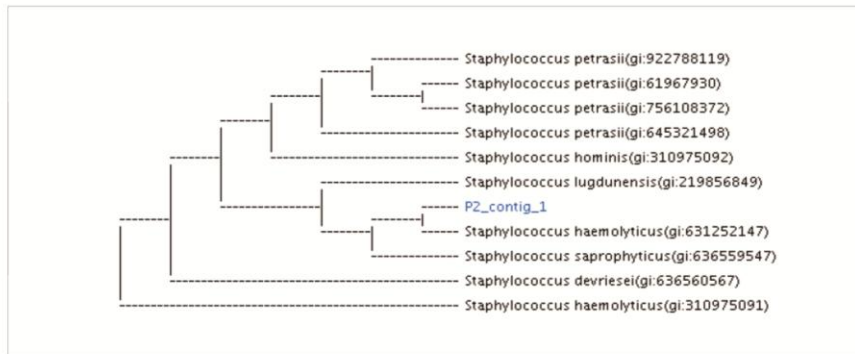 Staphylococcus petrasii(gi:922788119)
Staphylococcus petrasii(gi:61967930)
Staphylococcus petrasii(gi:756108372)
Staphylococcus petrasii(gi:645321498)
Staphylococcus hominis(gi:310975092)
Staphylococcus lugdunensis(gi:219856849)
P2_contig_1
Staphylococcus haemolyticus(gi:631252147)
Staphylococcus saprophyticus(gi:636559547)
Staphylococcus devriesei(gi:636560567)
Staphylococcus haemolyticus(gi:310975091)